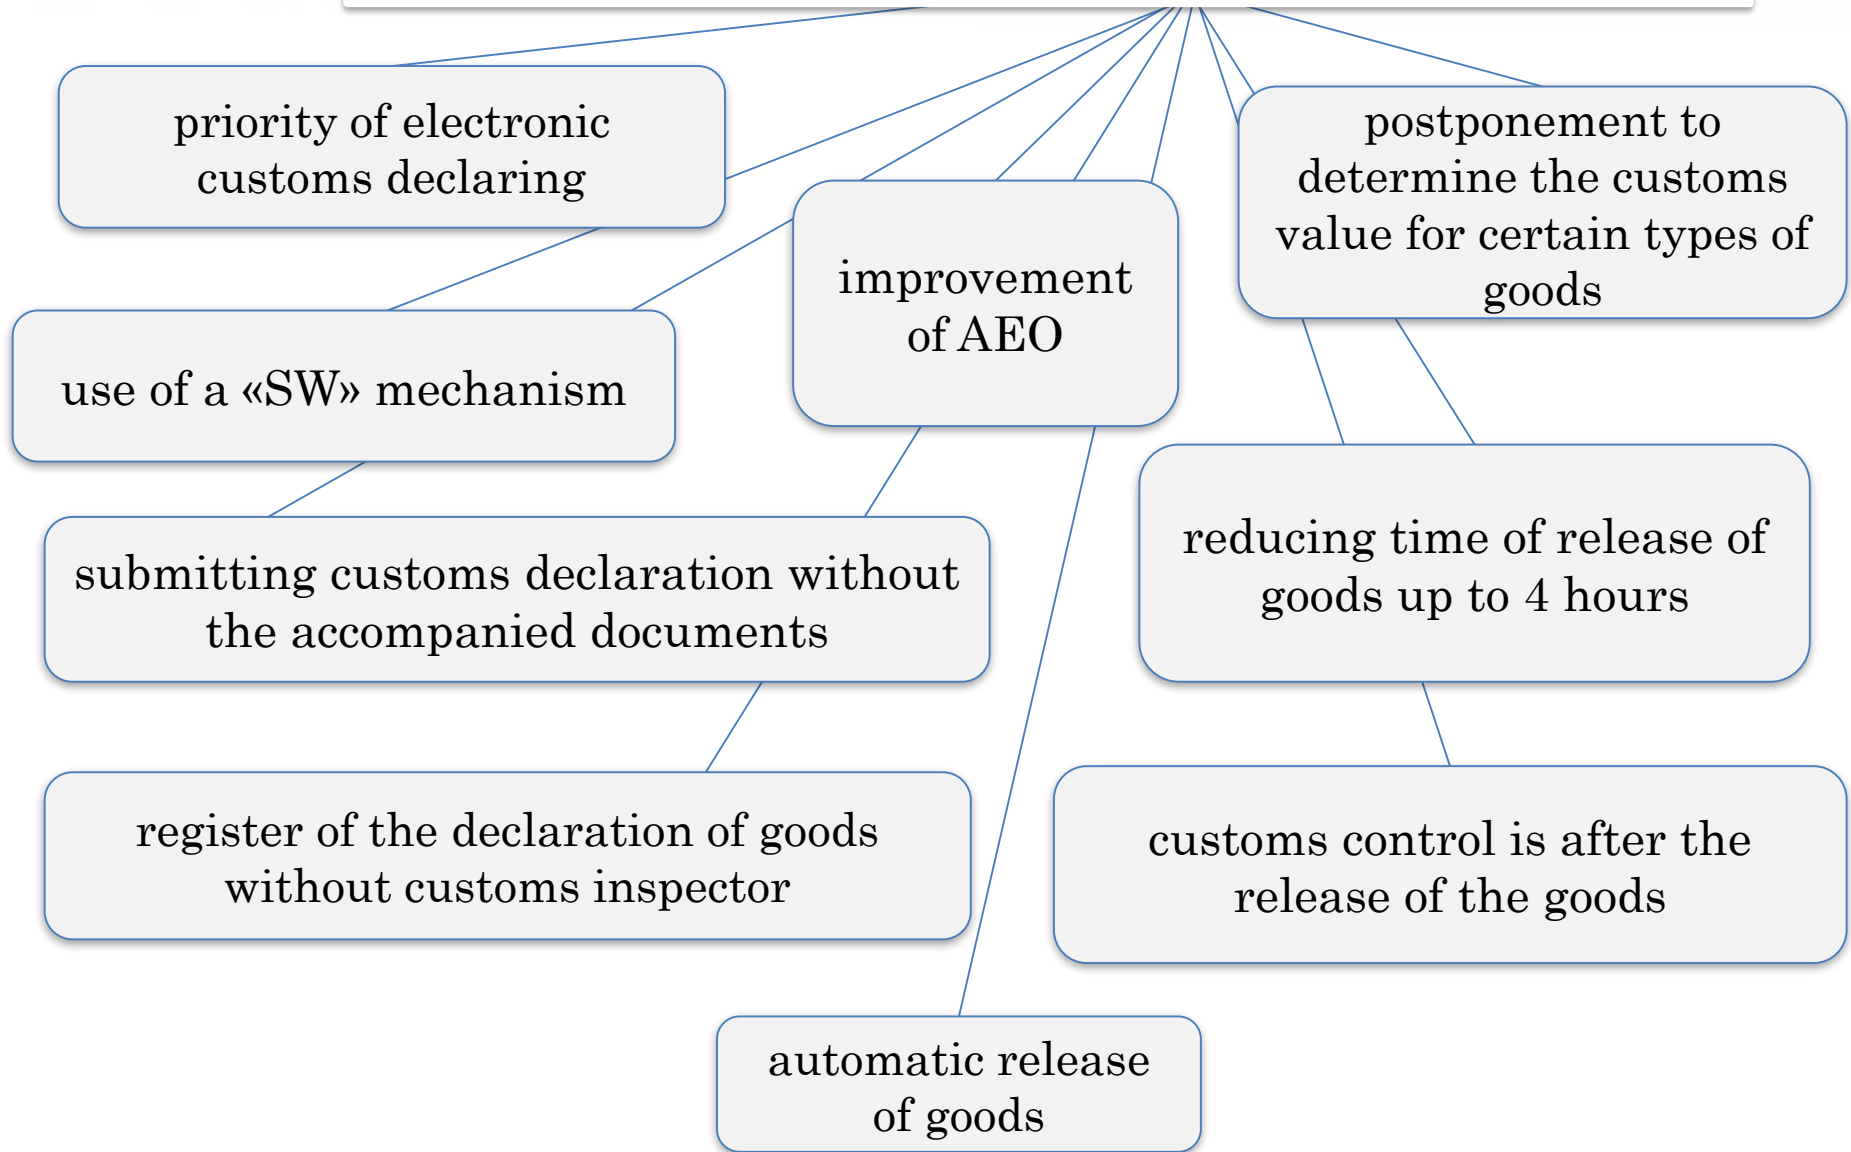 priority of electronic
customs declaring
postponement to
determine the customs
value for certain types of
goods
improvement
of AEO
use of a «SW» mechanism
submitting customs declaration without
the accompanied documents
reducing time of release of
goods up to 4 hours
register of the declaration of goods
without customs inspector
customs control is after the
release of the goods
automatic release
of goods